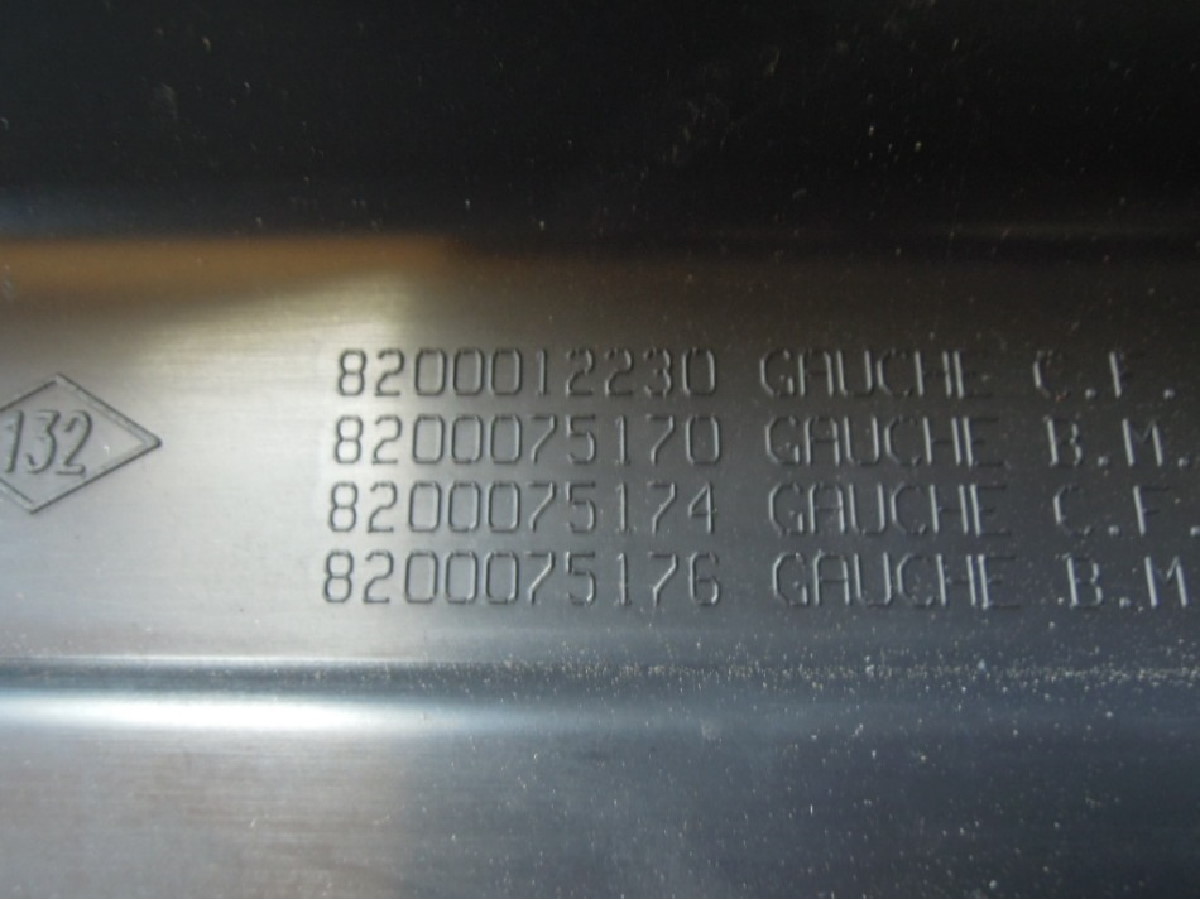 132
8200012230 GAUCHE C.F.
8200075170 GAUCHE B.M.
8200075174 GAUCHE C.F.
8200075176 GAUCHE B.M